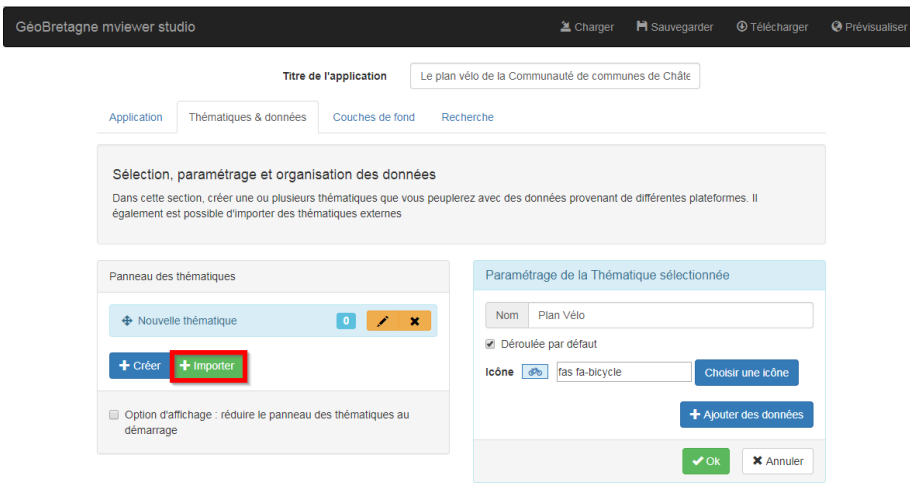 GéoBretagne mviewer studio
Charger
Sauvegarder
Télécharger
Prévisualiser
Titre de l'application
Le plan vélo de la Communauté de communes de Châte
Application
Thématiques & données
Couches de fond
Recherche
Sélection, paramétrage et organisation des données
Dans cette section, créer une ou plusieurs thématiques que vous peuplerez avec des données provenant de différentes plateformes. Il
également est possible d'importer des thématiques externes
Panneau des thématiques
Nouvelle thématique
0
Créer
Importer
Option d'affichage : réduire le panneau des thématiques au
démarrage
Paramétrage de la Thématique sélectionnée
Nom
Plan Vélo
Déroulée par défaut
Icône
fas fa-bicycle
Choisir une icône
Ajouter des données
Ok
Annuler